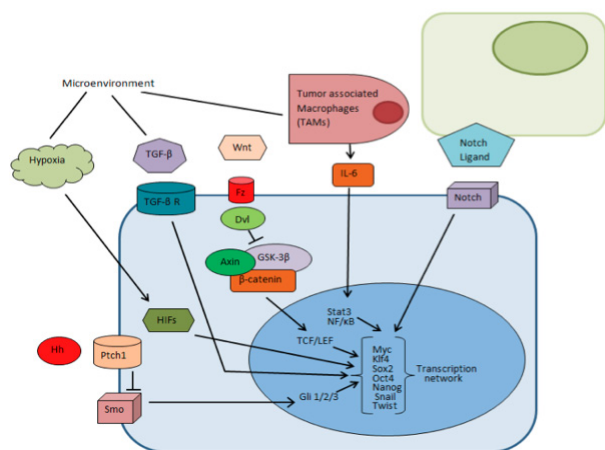 Microenvironment
Tumor associated
Macrophages
(TAMs)
Hypoxia
TGF-β
Wnt
Notch
Ligand
IL-6
TGF-ß R
Fz
Notch
Dvl
GSK-3β
Axin
β-catenin
HIFs
Stat3
NF/κB
TCF/LEF
Hh
Ptch1
Myc
Klf4
Sox2
Oct4
Nanog
Snail
Twist
Transcription
network
Gli 1/2/3
Smo